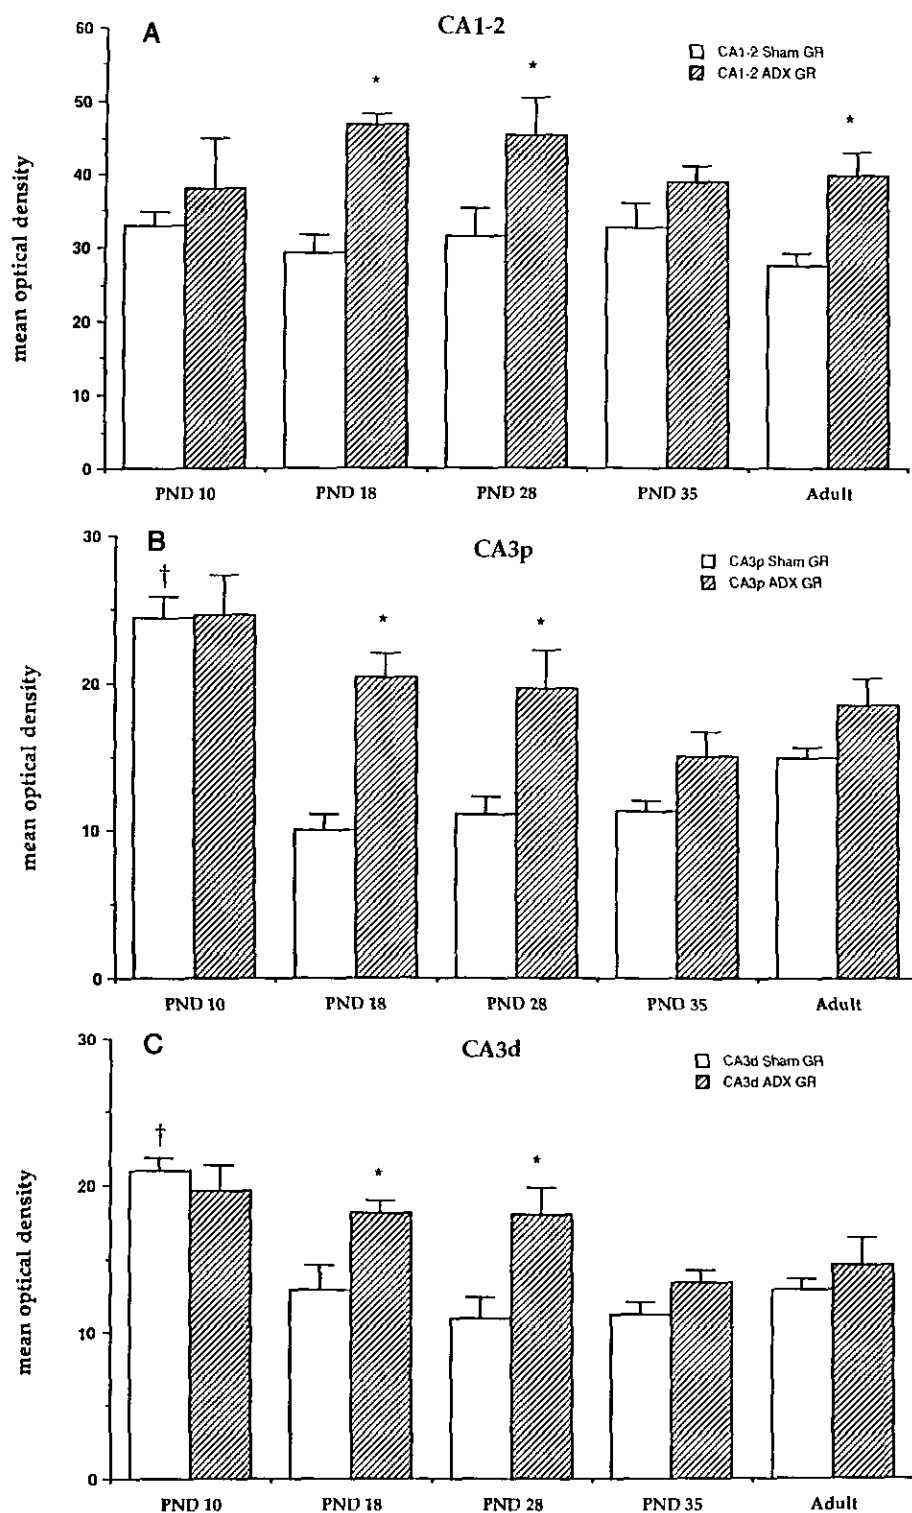 A
CA1-2
CA1-2 Sham GR
CA1-2 ADX GR
mean optical density
60
50
40
30
20
10
0
*
*
*
PND 10 PND 18 PND 28 PND 35 Adult
B
CA3p
CA3p Sham GR
CA3p ADX GR
mean optical density
30
20
10
0
†
*
*
PND 10 PND 18 PND 28 PND 35 Adult
C
CA3d
CA3d Sham GR
CA3d ADX GR
mean optical density
30
20
10
0
†
*
*
PND 10 PND 18 PND 28 PND 35 Adult